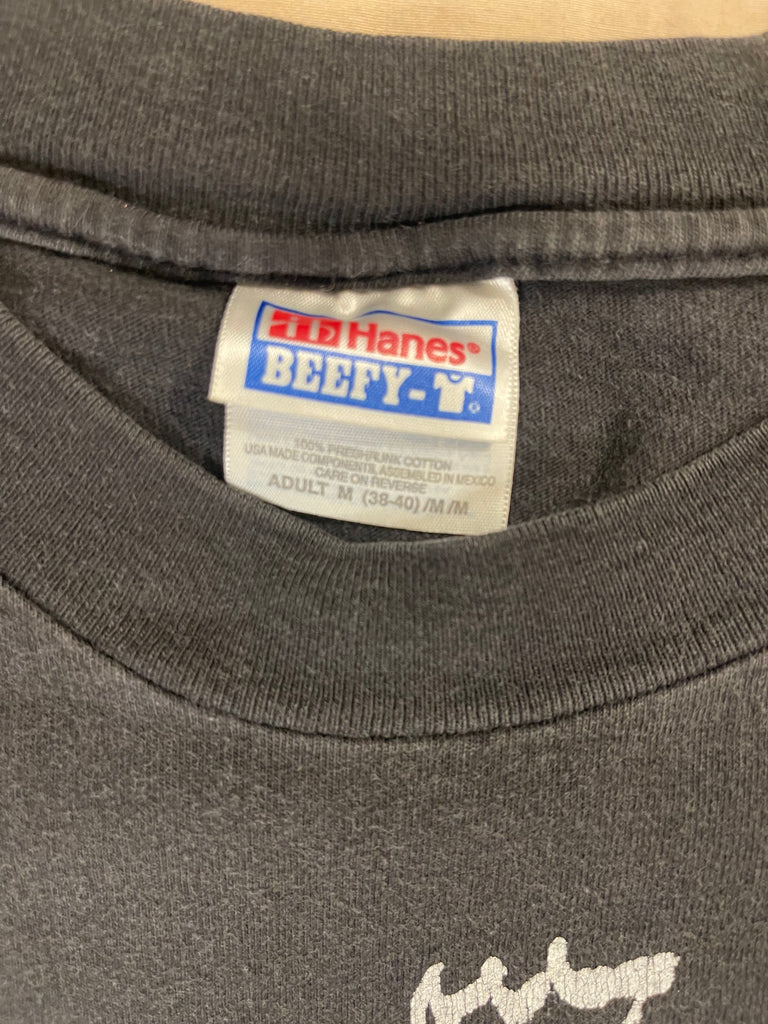 Hanes®
BEEFY-T®
100% PRESHRUNK COTTON
USA MADE COMPONENTS, ASSEMBLED IN MEXICO
CARE ON REVERSE
ADULT M (38-40) /M /M